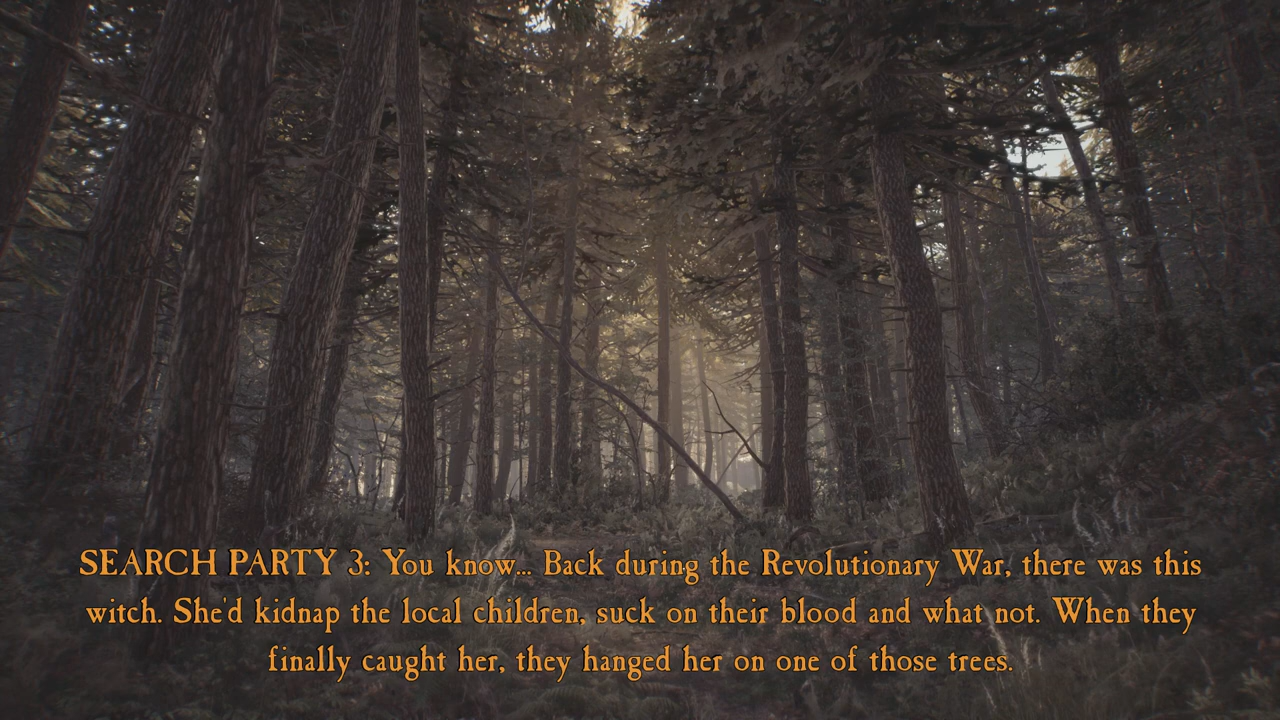 SEARCH PARTY 3: You know... Back during the Revolutionary War, there was this
witch. She'd kidnap the local children, suck on their blood and what not. When they
finally caught her, they hanged her on one of those trees.